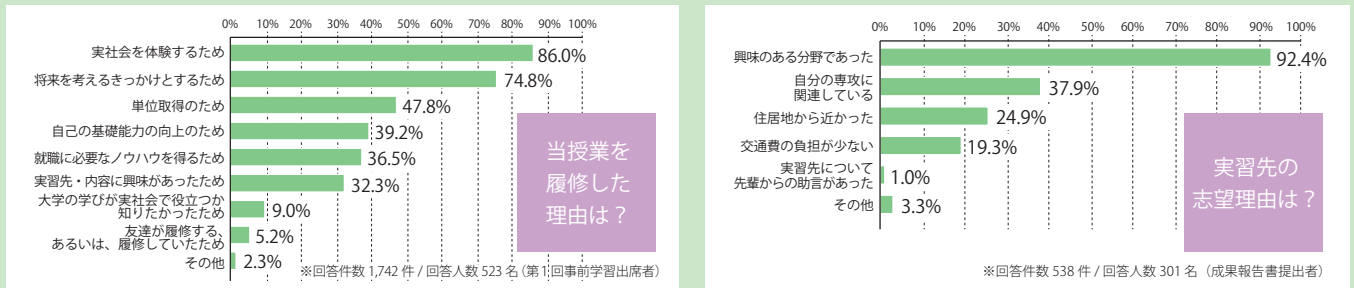 0% 10% 20% 30% 40% 50% 60% 70% 80% 90% 100%
実社会を体験するため 86.0%
将来を考えるきっかけとするため 74.8%
単位取得のため 47.8%
自己の基礎能力の向上のため 39.2%
就職に必要なノウハウを得るため 36.5%
実習先・内容に興味があったため 32.3%
大学の学びが実社会で役立つか
知りたかったため 9.0%
友達が履修する、
あるいは、履修していたため 5.2%
その他 2.3%
当授業を
履修した
理由は？
※回答件数 1,742 件 / 回答人数 523 名（第1回事前学習出席者）
0% 10% 20% 30% 40% 50% 60% 70% 80% 90% 100%
興味のある分野であった 92.4%
自分の専攻に
関連している 37.9%
住居地から近かった 24.9%
交通費の負担が少ない 19.3%
実習先について
先輩からの助言があった 1.0%
その他 3.3%
実習先の
志望理由は？
※回答件数 538 件 / 回答人数 301 名（成果報告書提出者）